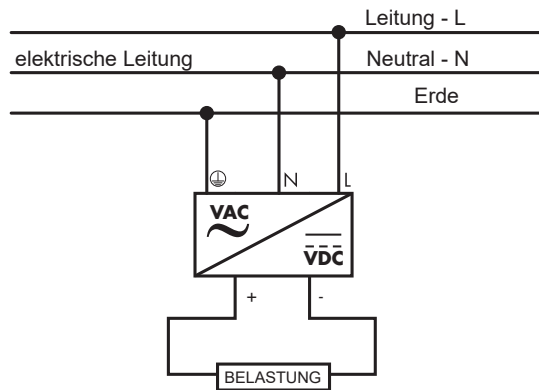 Leitung - L
elektrische Leitung
Neutral - N
Erde
N
L
VAC
VDC
+
-
BELASTUNG